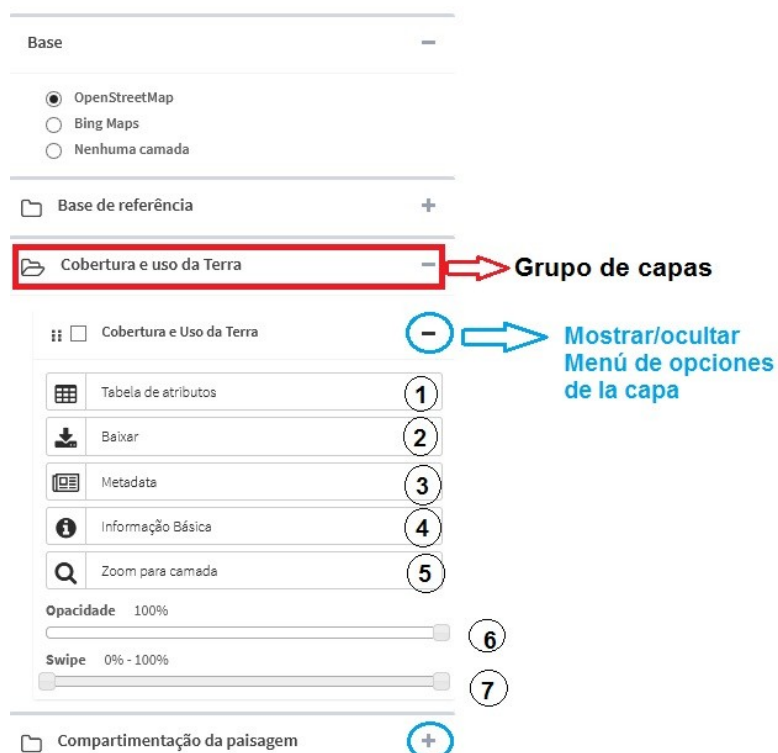 Base −
OpenStreetMap
Bing Maps
Nenhuma camada
Base de referência +
Cobertura e uso da Terra − Grupo de capas
Cobertura e Uso da Terra −
Mostrar/ocultar
Menú de opciones
de la capa
Tabela de atributos 1
Baixar 2
Metadata 3
Informação Básica 4
Zoom para camada 5
Opacidade 100%
6
Swipe 0% - 100%
7
Compartimentação da paisagem +